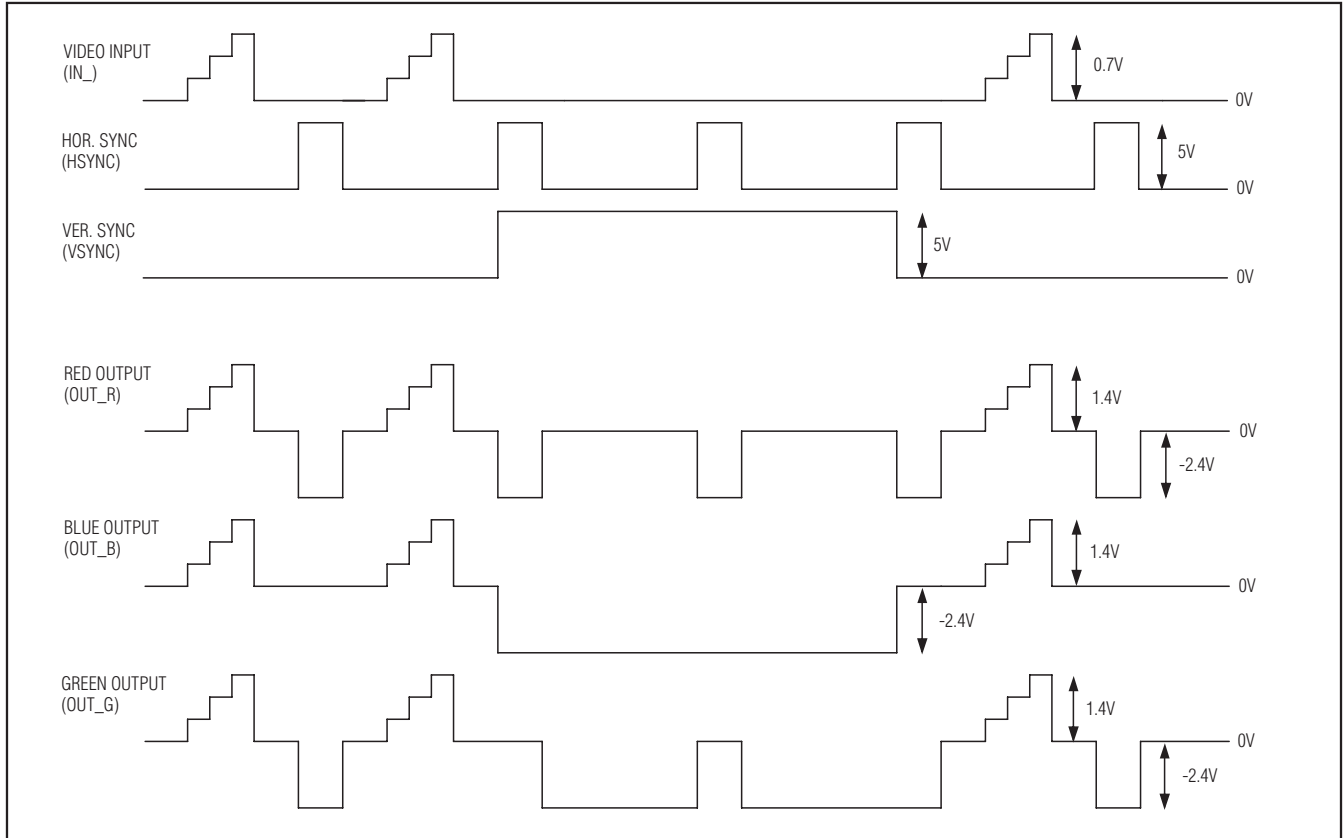 VIDEO INPUT
(IN_)
0.7V
0V
HOR. SYNC
(HSYNC)
5V
0V
VER. SYNC
(VSYNC)
5V
0V
RED OUTPUT
(OUT_R)
1.4V
0V
-2.4V
BLUE OUTPUT
(OUT_B)
1.4V
0V
-2.4V
GREEN OUTPUT
(OUT_G)
1.4V
0V
-2.4V